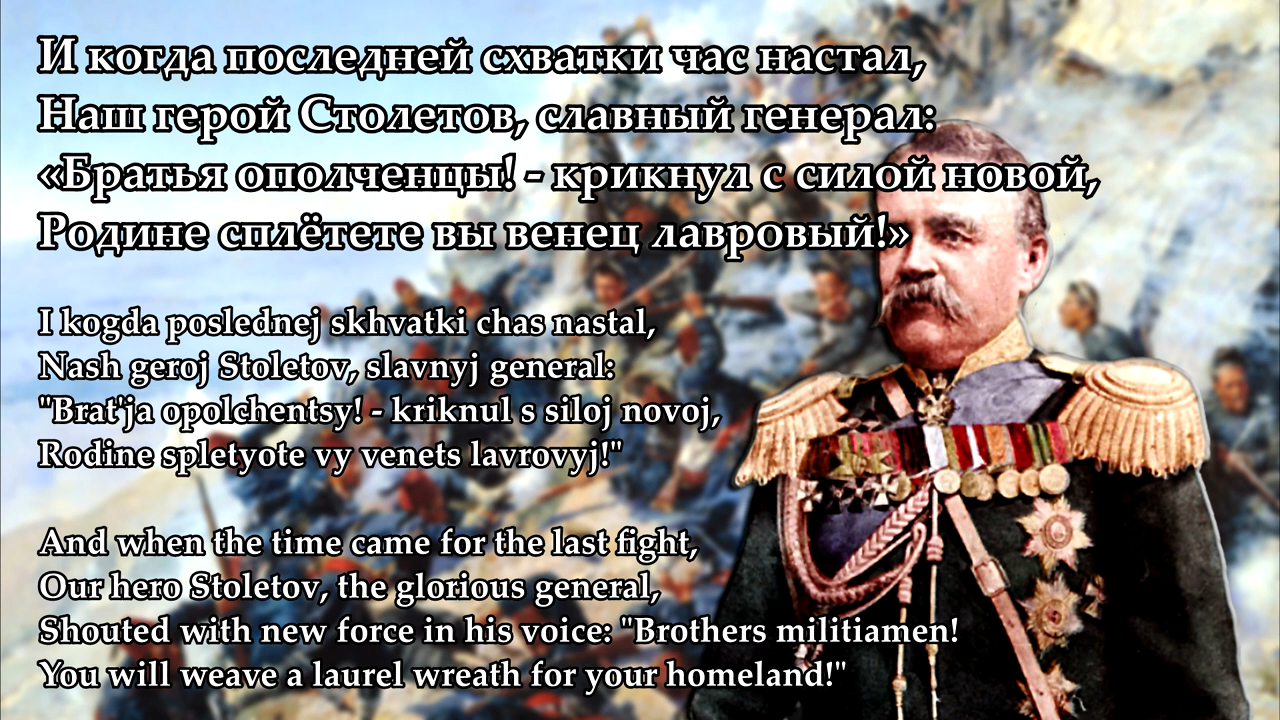 И когда последней схватки час настал,
Наш герой Столетов, славный генерал:
«Братья ополченцы! - крикнул с силой новой,
Родине сплётете вы венец лавровый!»
I kogda poslednej skhvatki chas nastal,
Nash geroj Stoletov, slavnyj general:
"Brat'ja opolchentsy! - kriknul s siloj novoj,
Rodine spletyote vy venets lavrovyj!"
And when the time came for the last fight,
Our hero Stoletov, the glorious general,
Shouted with new force in his voice: "Brothers militiamen!
You will weave a laurel wreath for your homeland!"